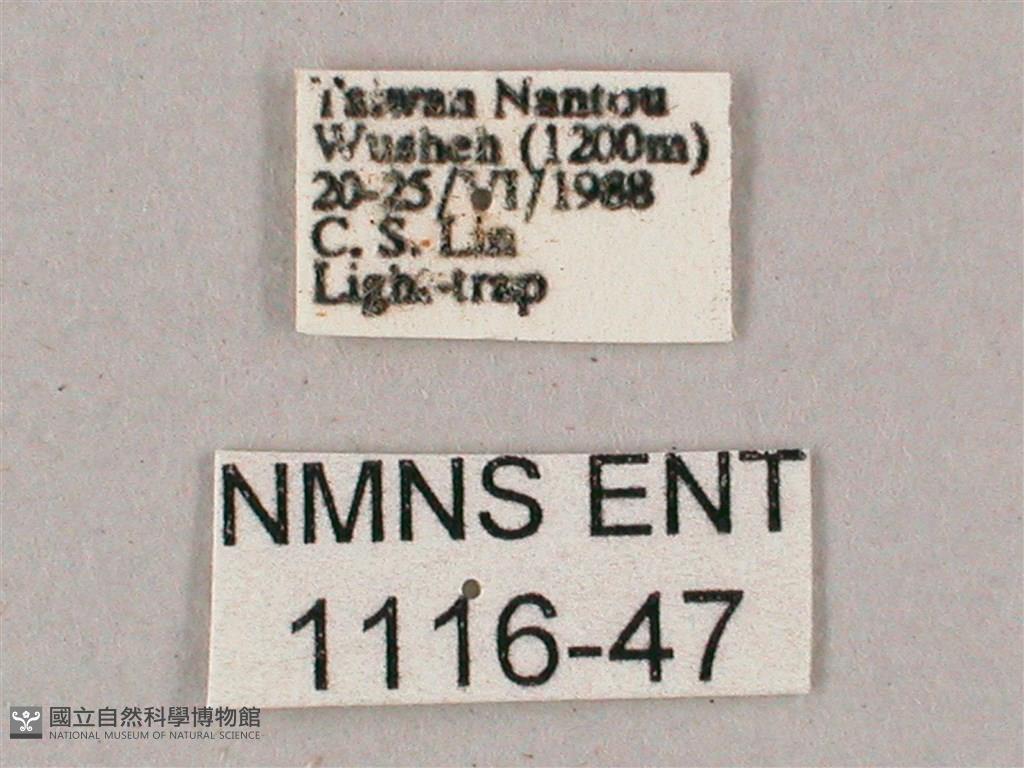 Taiwan Nantou
Wusheh (1200m)
20-25/VI/1988
C. S. Lin
Light-trap
NMNS ENT
1116-47
國立自然科學博物館
NATIONAL MUSEUM OF NATURAL SCIENCE